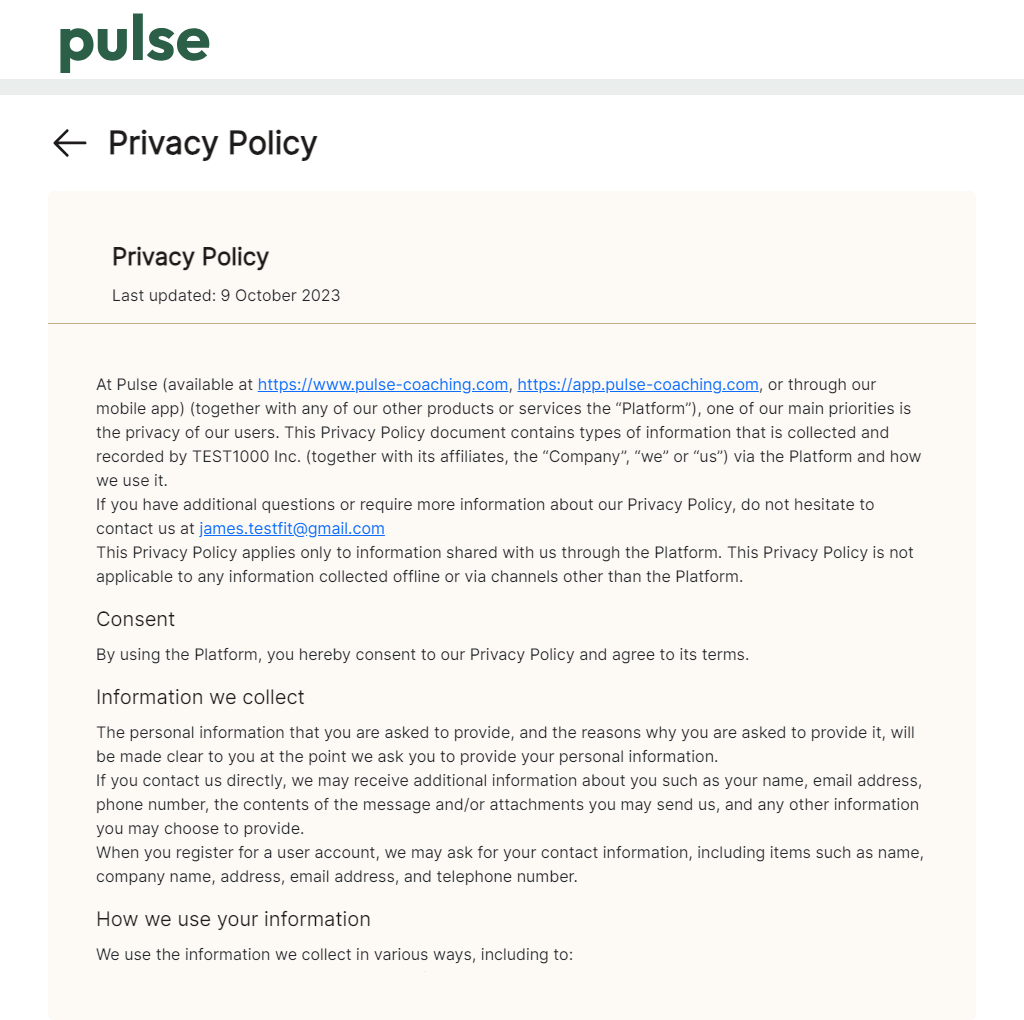 pulse
Privacy Policy
Privacy Policy
Last updated: 9 October 2023
At Pulse (available at https://www.pulse-coaching.com, https://app.pulse-coaching.com, or through our
mobile app) (together with any of our other products or services the “Platform”), one of our main priorities is
the privacy of our users. This Privacy Policy document contains types of information that is collected and
recorded by TEST1000 Inc. (together with its affiliates, the “Company”, “we” or “us”) via the Platform and how
we use it.
If you have additional questions or require more information about our Privacy Policy, do not hesitate to
contact us at james.testfit@gmail.com
This Privacy Policy applies only to information shared with us through the Platform. This Privacy Policy is not
applicable to any information collected offline or via channels other than the Platform.
Consent
By using the Platform, you hereby consent to our Privacy Policy and agree to its terms.
Information we collect
The personal information that you are asked to provide, and the reasons why you are asked to provide it, will
be made clear to you at the point we ask you to provide your personal information.
If you contact us directly, we may receive additional information about you such as your name, email address,
phone number, the contents of the message and/or attachments you may send us, and any other information
you may choose to provide.
When you register for a user account, we may ask for your contact information, including items such as name,
company name, address, email address, and telephone number.
How we use your information
We use the information we collect in various ways, including to: